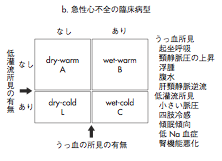 b. 急性心不全の臨床病型
なし
あり
低灌流所見の有無
なし
あり
dry-warm
A
wet-warm
B
dry-cold
L
wet-cold
C
うっ血の所見の有無
うっ血所見
起坐呼吸
頸静脈圧の上昇
浮腫
腹水
肝頸静脈逆流
低灌流所見
小さい脈圧
四肢冷感
傾眠傾向
低 Na 血症
腎機能悪化